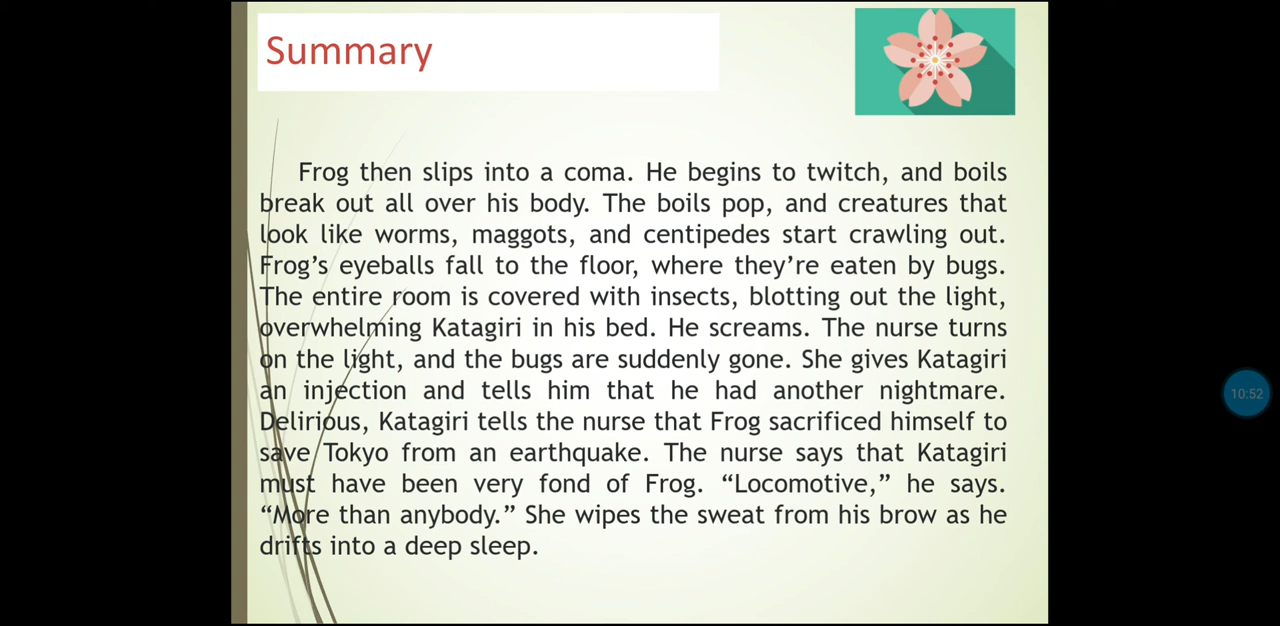 Summary
Frog then slips into a coma. He begins to twitch, and boils
break out all over his body. The boils pop, and creatures that
look like worms, maggots, and centipedes start crawling out.
Frog’s eyeballs fall to the floor, where they’re eaten by bugs.
The entire room is covered with insects, blotting out the light,
overwhelming Katagiri in his bed. He screams. The nurse turns
on the light, and the bugs are suddenly gone. She gives Katagiri
an injection and tells him that he had another nightmare.
Delirious, Katagiri tells the nurse that Frog sacrificed himself to
save Tokyo from an earthquake. The nurse says that Katagiri
must have been very fond of Frog. “Locomotive,” he says.
“More than anybody.” She wipes the sweat from his brow as he
drifts into a deep sleep.
10:52